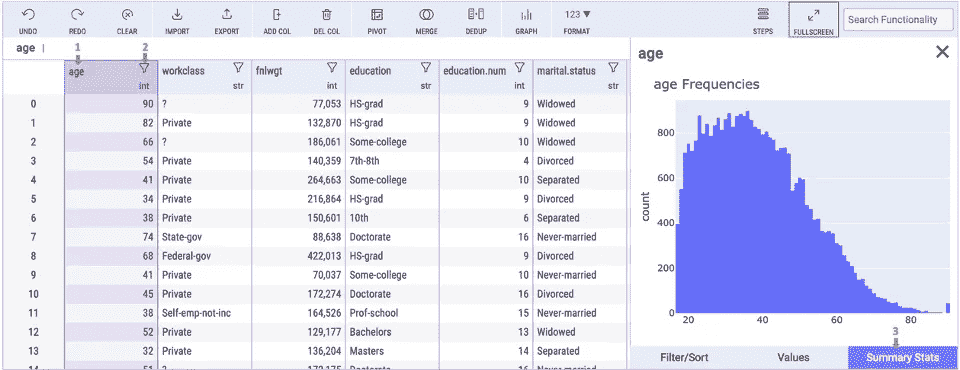 UNDO REDO CLEAR IMPORT EXPORT ADD COL DEL COL PIVOT MERGE DEDUP GRAPH 123 FORMAT STEPS FULLSCREEN Search Functionality
age
1 2
age workclass fnlwgt education education.num marital.status
int str int str int str
0 90 ? 77,053 HS-grad 9 Widowed
1 82 Private 132,870 HS-grad 9 Widowed
2 66 ? 186,061 Some-college 10 Widowed
3 54 Private 140,359 7th-8th 4 Divorced
4 41 Private 264,663 Some-college 10 Separated
5 34 Private 216,864 HS-grad 9 Divorced
6 38 Private 150,601 10th 6 Separated
7 74 State-gov 88,638 Doctorate 16 Never-married
8 68 Federal-gov 422,013 HS-grad 9 Divorced
9 41 Private 70,037 Some-college 10 Never-married
10 45 Private 172,274 Doctorate 16 Divorced
11 38 Self-emp-not-inc 164,526 Prof-school 15 Never-married
12 52 Private 129,177 Bachelors 13 Widowed
13 32 Private 136,204 Masters 14 Separated
age
age Frequencies
800
600
400
200
0
count
20 40 60 80
3
Filter/Sort Values Summary Stats